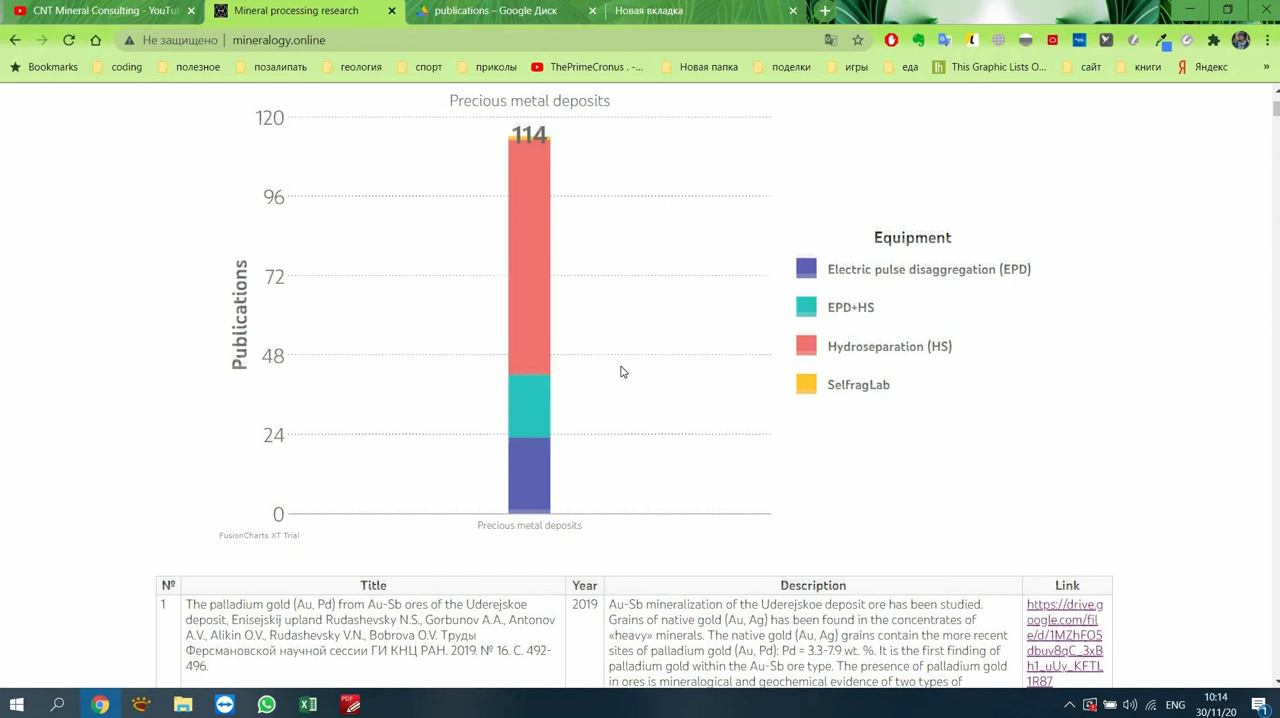 CNT Mineral Consulting - YouTu
Mineral processing research
publications – Google Диск
Новая вкладка
Не защищено
mineralogy.online
Bookmarks
coding
полезное
позалипать
геология
спорт
приколы
ThePrimeCronus . -...
Новая папка
поделки
игры
еда
This Graphic Lists O...
сайт
книги
Яндекс
»
Precious metal deposits
120
114
96
72
48
24
0
Publications
Precious metal deposits
FusionCharts XT Trial
Equipment
Electric pulse disaggregation (EPD)
EPD+HS
Hydroseparation (HS)
SelfragLab
№ Title Year Description Link
1
The palladium gold (Au, Pd) from Au-Sb ores of the Uderejskoe
deposit, Enisejskij upland Rudashevsky N.S., Gorbunov A.A., Antonov
A.V., Alikin O.V., Rudashevsky V.N., Bobrova O.V. Труды
Ферсмановской научной сессии ГИ КНЦ РАН. 2019. № 16. С. 492-
496.
2019
Au-Sb mineralization of the Uderejskoe deposit ore has been studied.
Grains of native gold (Au, Ag) has been found in the concentrates of
«heavy» minerals. The native gold (Au, Ag) grains contain the more recent
sites of palladium gold (Au, Pd): Pd = 3.3-7.9 wt. %. It is the first finding of
palladium gold within the Au-Sb ore type. The presence of palladium gold
in ores is mineralogical and geochemical evidence of two types of
https://drive.g
oogle.com/fil
e/d/1MZhFO5
dbuv8qC_3xB
h1_uUy_KFTL
1R87
ENG
10:14
30/11/20